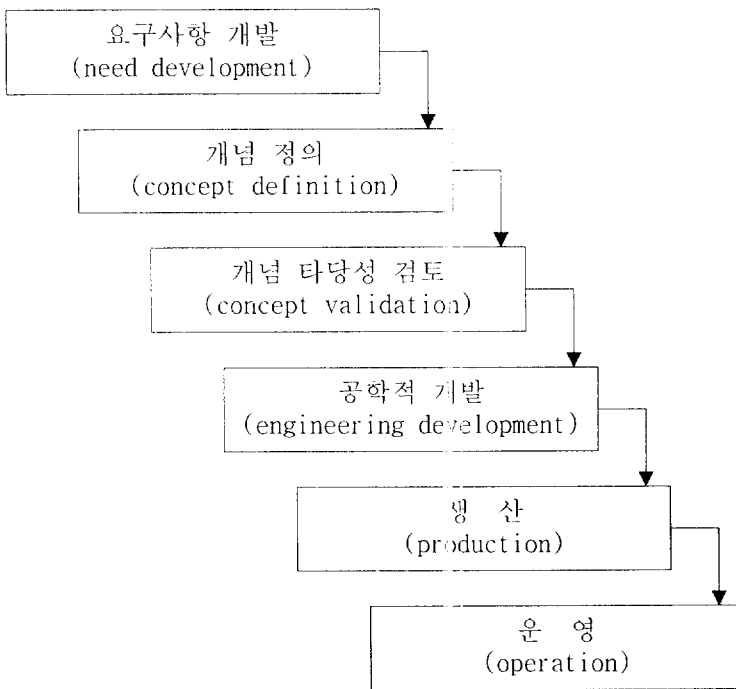 요구사항 개발
(need development)
개념 정의
(concept definition)
개념 타당성 검토
(concept validation)
공학적 개발
(engineering development)
생 산
(production)
운 영
(operation)